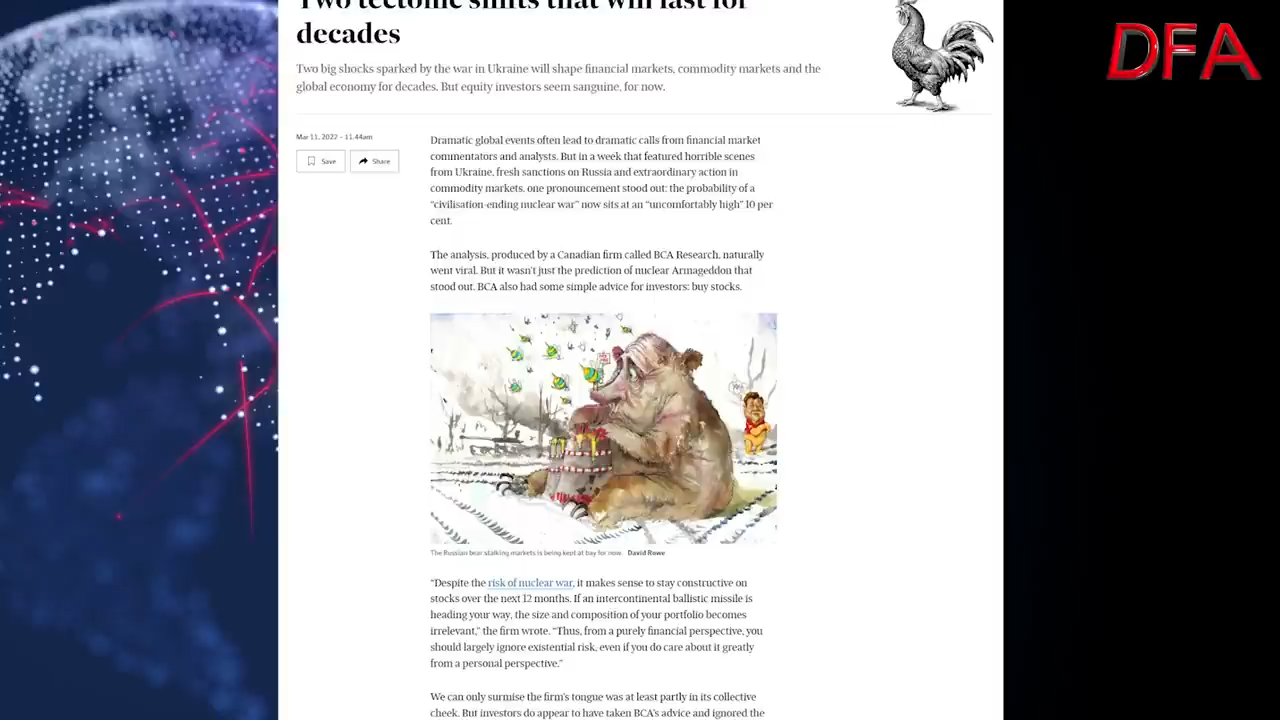 Two tectonic shifts that will last for
decades
Two big shocks sparked by the war in Ukraine will shape financial markets, commodity markets and the
global economy for decades. But equity investors seem sanguine, for now.
DFA
Mar 11, 2022 – 11.44am
Save
Share
Dramatic global events often lead to dramatic calls from financial market
commentators and analysts. But in a week that featured horrible scenes
from Ukraine, fresh sanctions on Russia and extraordinary action in
commodity markets, one pronouncement stood out: the probability of a
“civilisation-ending nuclear war” now sits at an “uncomfortably high” 10 per
cent.
The analysis, produced by a Canadian firm called BCA Research, naturally
went viral. But it wasn’t just the prediction of nuclear Armageddon that
stood out. BCA also had some simple advice for investors: buy stocks.
The Russian bear stalking markets is being kept at bay for now. David Rowe
“Despite the risk of nuclear war, it makes sense to stay constructive on
stocks over the next 12 months. If an intercontinental ballistic missile is
heading your way, the size and composition of your portfolio becomes
irrelevant,” the firm wrote. “Thus, from a purely financial perspective, you
should largely ignore existential risk, even if you do care about it greatly
from a personal perspective.”
We can only surmise the firm’s tongue was at least partly in its collective
cheek. But investors do appear to have taken BCA’s advice and ignored the